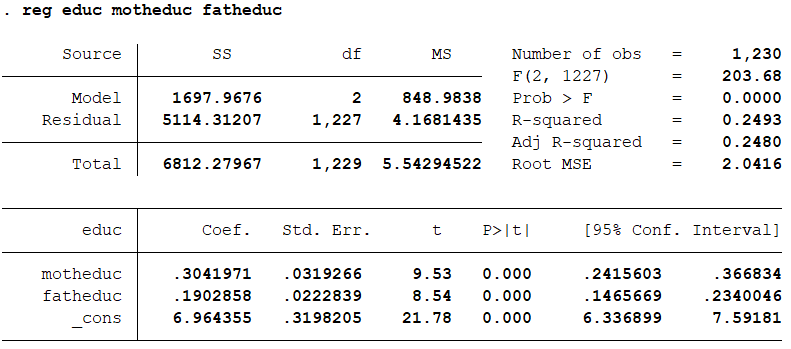 . reg educ motheduc fatheduc
Source SS df MS Number of obs = 1,230
F(2, 1227) = 203.68
Model 1697.9676 2 848.9838 Prob > F = 0.0000
Residual 5114.31207 1,227 4.1681435 R-squared = 0.2493
Adj R-squared = 0.2480
Total 6812.27967 1,229 5.54294522 Root MSE = 2.0416
educ Coef. Std. Err. t P>|t| [95% Conf. Interval]
motheduc .3041971 .0319266 9.53 0.000 .2415603 .366834
fatheduc .1902858 .0222839 8.54 0.000 .1465669 .2340046
_cons 6.964355 .3198205 21.78 0.000 6.336899 7.59181